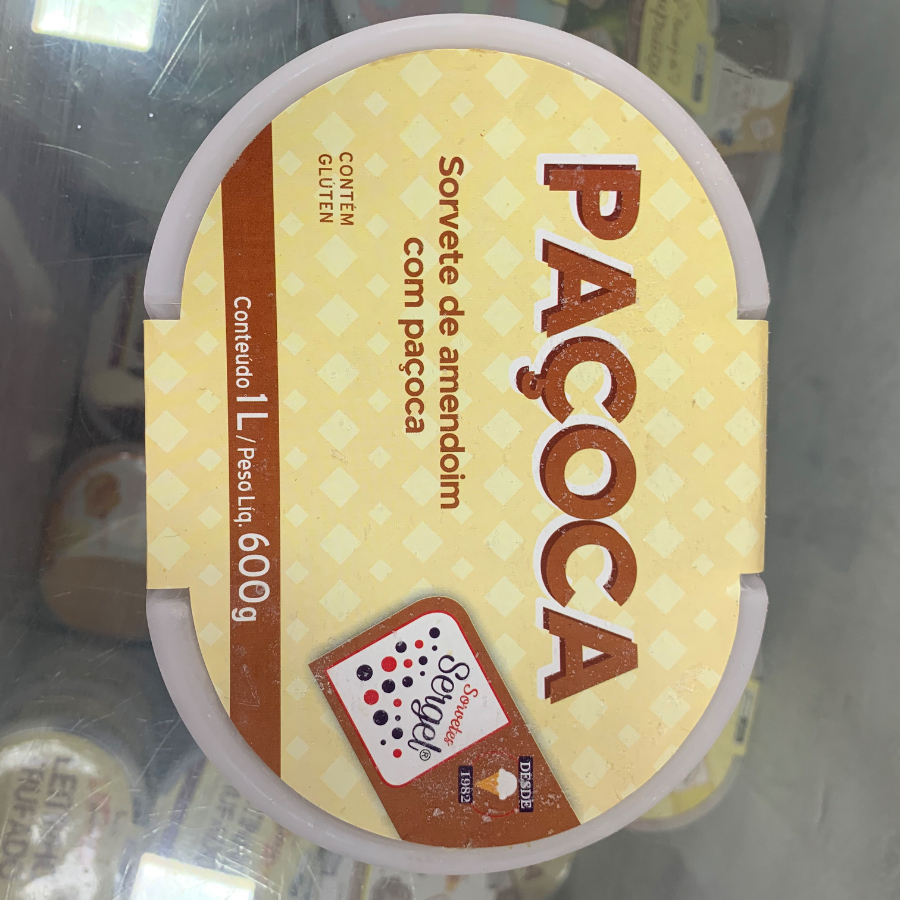 PAÇOCA
Sorvete de amendoim
com paçoca
CONTÉM
GLÚTEN
Sorvetes
Sergel®
DESDE
1982
Conteúdo 1L / Peso Líq. 600g